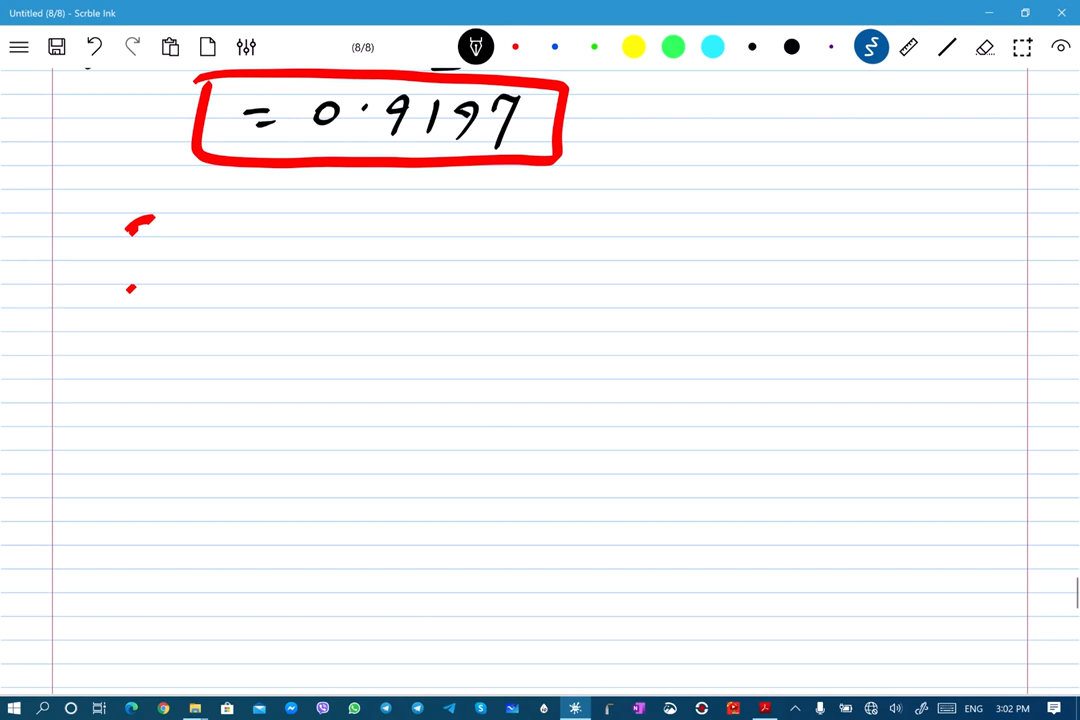 Untitled (8/8) - Scrble Ink
(8/8)
= 0.9197
ENG
3:02 PM